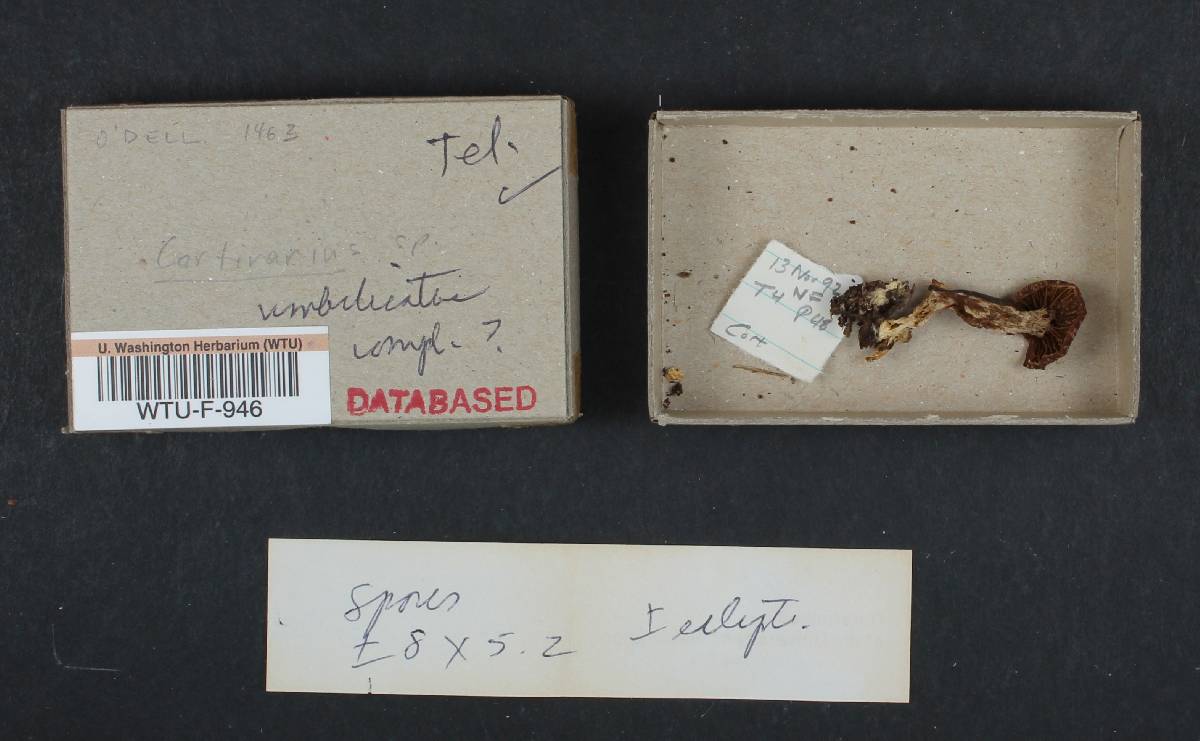 O'DELL 1463
Tel.
Cortinarius sp.
umbilicatus
compl. ?
U. Washington Herbarium (WTU)
WTU-F-946
DATABASED
13 Nov 92
T4 N=
P48
Cort
Spores
± 8 X 5.2
± ellipt.